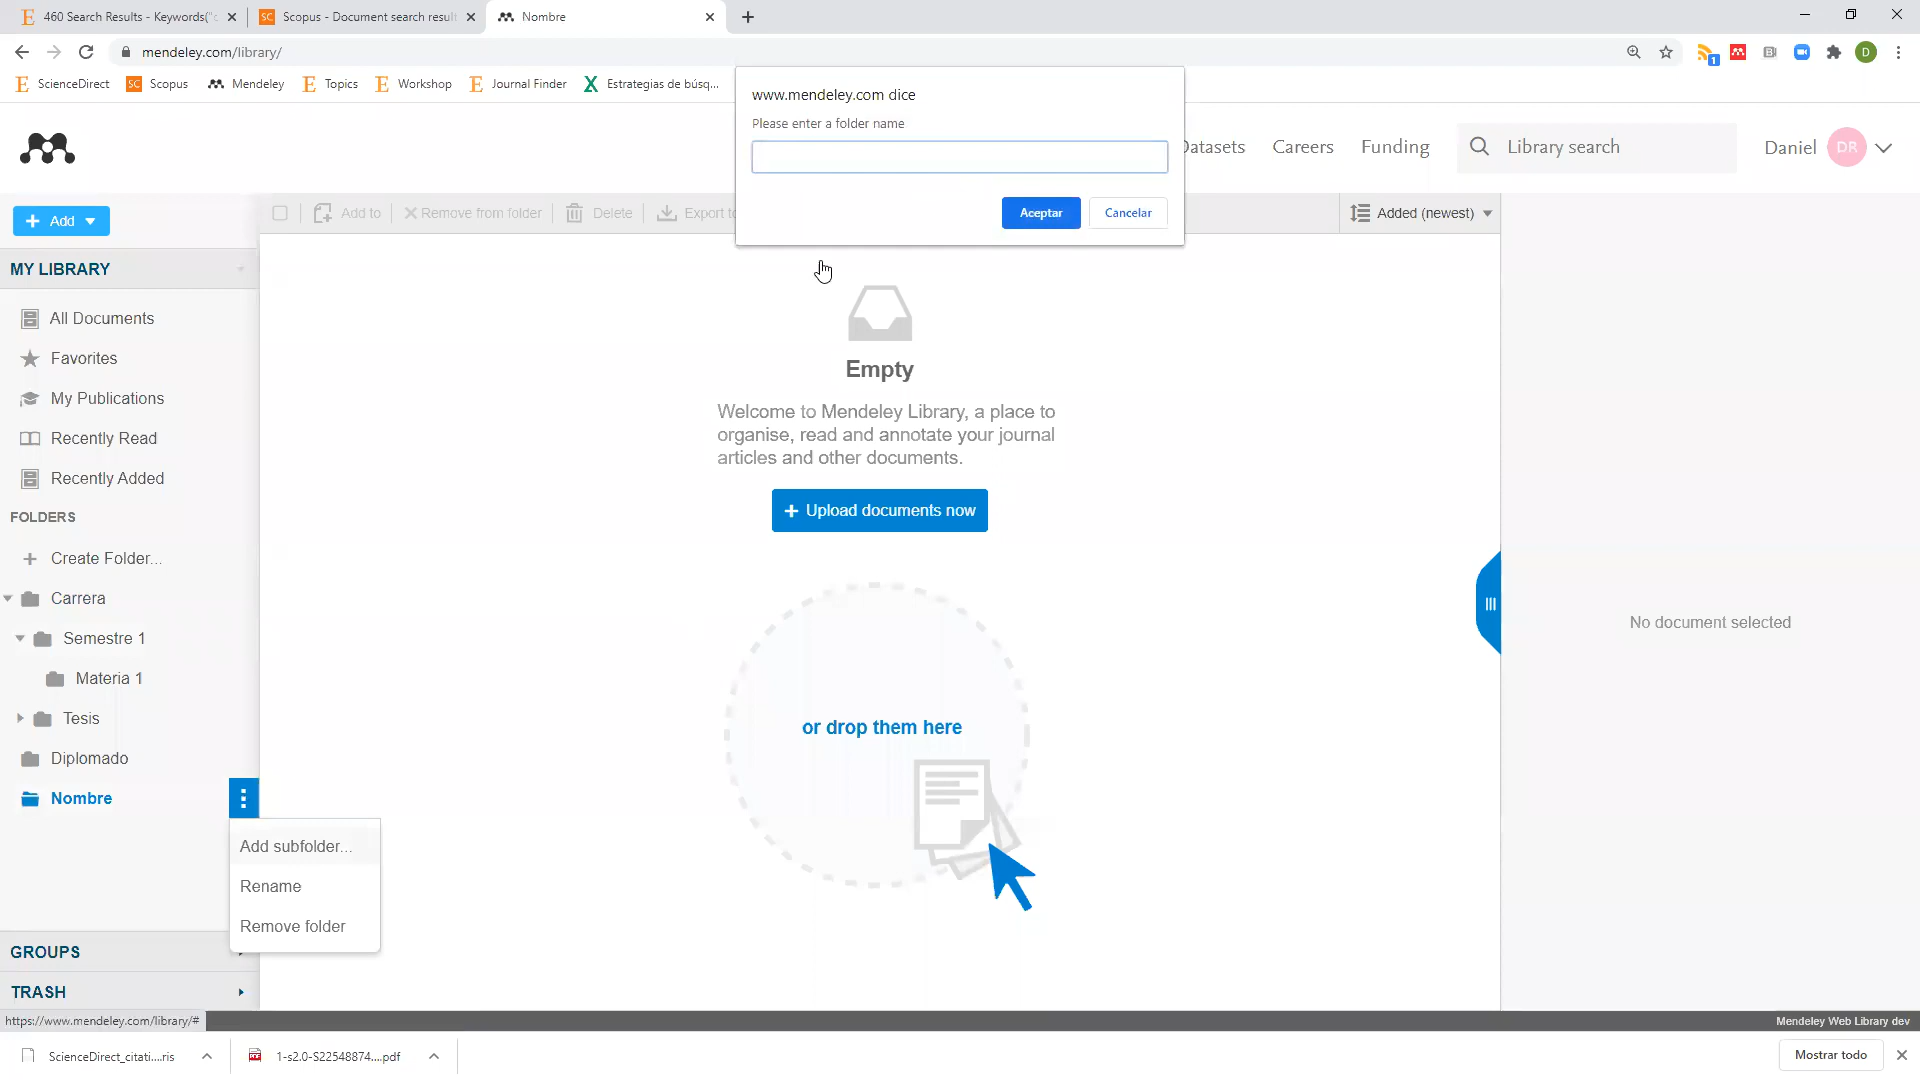 460 Search Results - Keywords("c
Scopus - Document search result
Nombre
mendeley.com/library/
ScienceDirect
Scopus
Mendeley
Topics
Workshop
Journal Finder
Estrategias de búsq...
www.mendeley.com dice
Please enter a folder name
Aceptar
Cancelar
Datasets
Careers
Funding
Library search
Daniel
DR
Add
Add to
Remove from folder
Delete
Export to
Added (newest)
MY LIBRARY
All Documents
Favorites
My Publications
Recently Read
Recently Added
FOLDERS
Create Folder...
Carrera
Semestre 1
Materia 1
Tesis
Diplomado
Nombre
Add subfolder...
Rename
Remove folder
GROUPS
TRASH
Empty
Welcome to Mendeley Library, a place to
organise, read and annotate your journal
articles and other documents.
+ Upload documents now
or drop them here
No document selected
https://www.mendeley.com/library/#
Mendeley Web Library dev
ScienceDirect_citati....ris
1-s2.0-S22548874....pdf
Mostrar todo